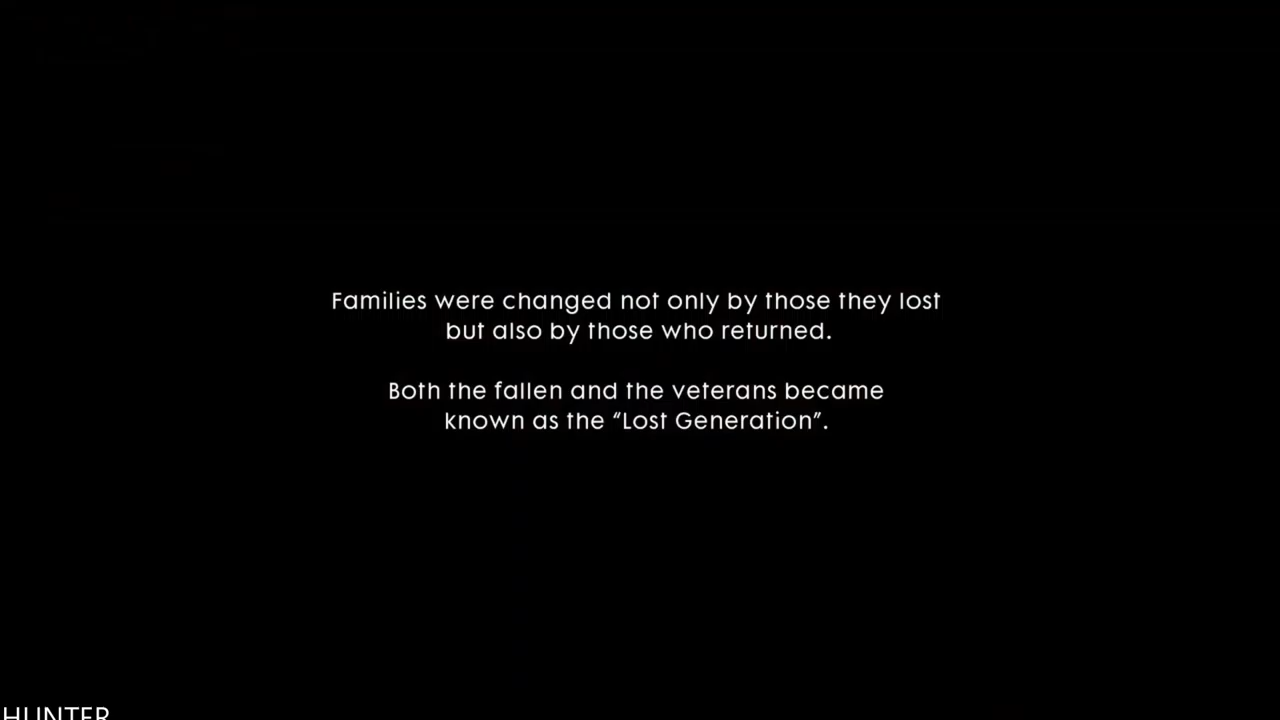 Families were changed not only by those they lost
but also by those who returned.
Both the fallen and the veterans became
known as the “Lost Generation”.
HUNTER